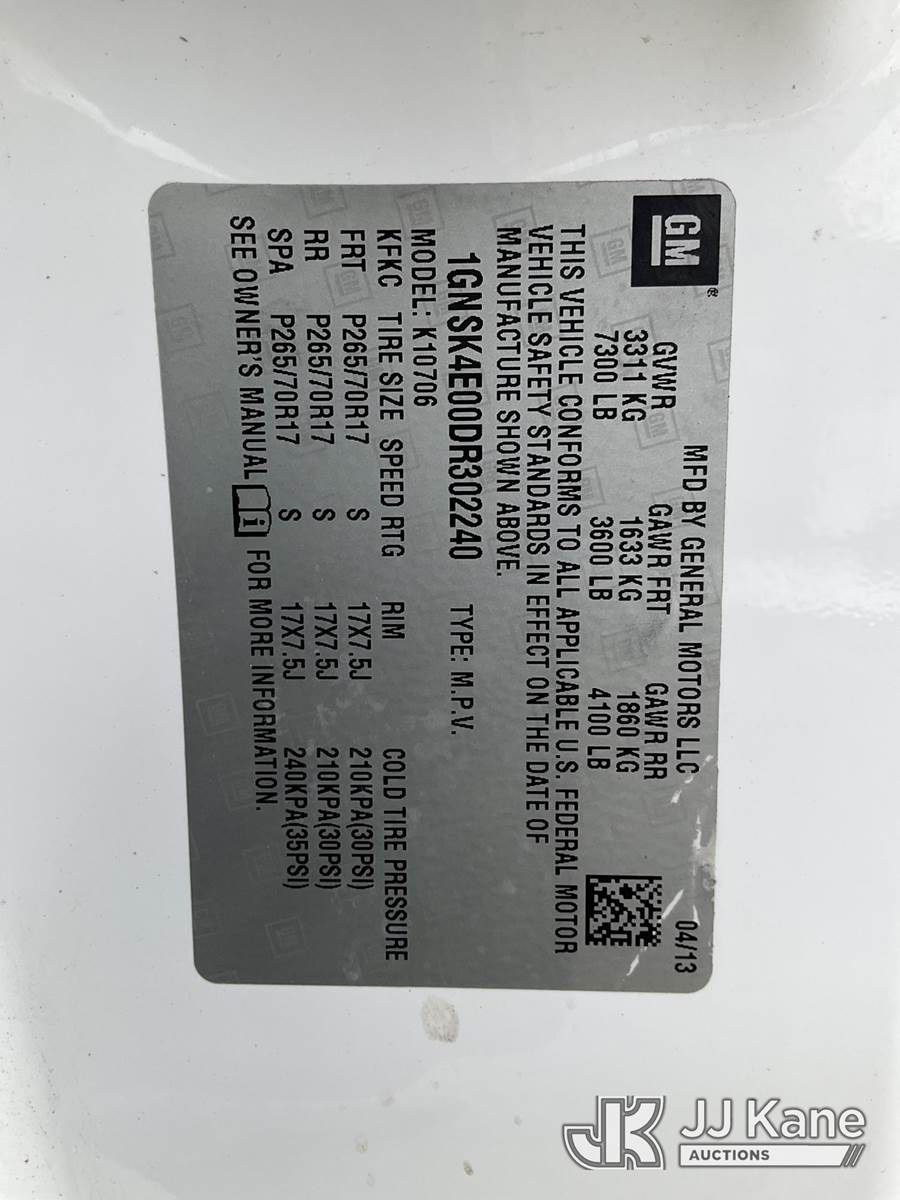 GM®
MFD BY GENERAL MOTORS LLC 04/13
GVWR GAWR FRT GAWR RR
3311 KG 1633 KG 1860 KG
7300 LB 3600 LB 4100 LB
THIS VEHICLE CONFORMS TO ALL APPLICABLE U.S. FEDERAL MOTOR
VEHICLE SAFETY STANDARDS IN EFFECT ON THE DATE OF
MANUFACTURE SHOWN ABOVE.
1GNSK4E00DR302240 TYPE: M.P.V.
MODEL: K10706
KFKC TIRE SIZE SPEED RTG RIM COLD TIRE PRESSURE
FRT P265/70R17 S 17X7.5J 210KPA(30PSI)
RR P265/70R17 S 17X7.5J 210KPA(30PSI)
SPA P265/70R17 S 17X7.5J 240KPA(35PSI)
SEE OWNER'S MANUAL i FOR MORE INFORMATION.
JK JJ Kane
AUCTIONS